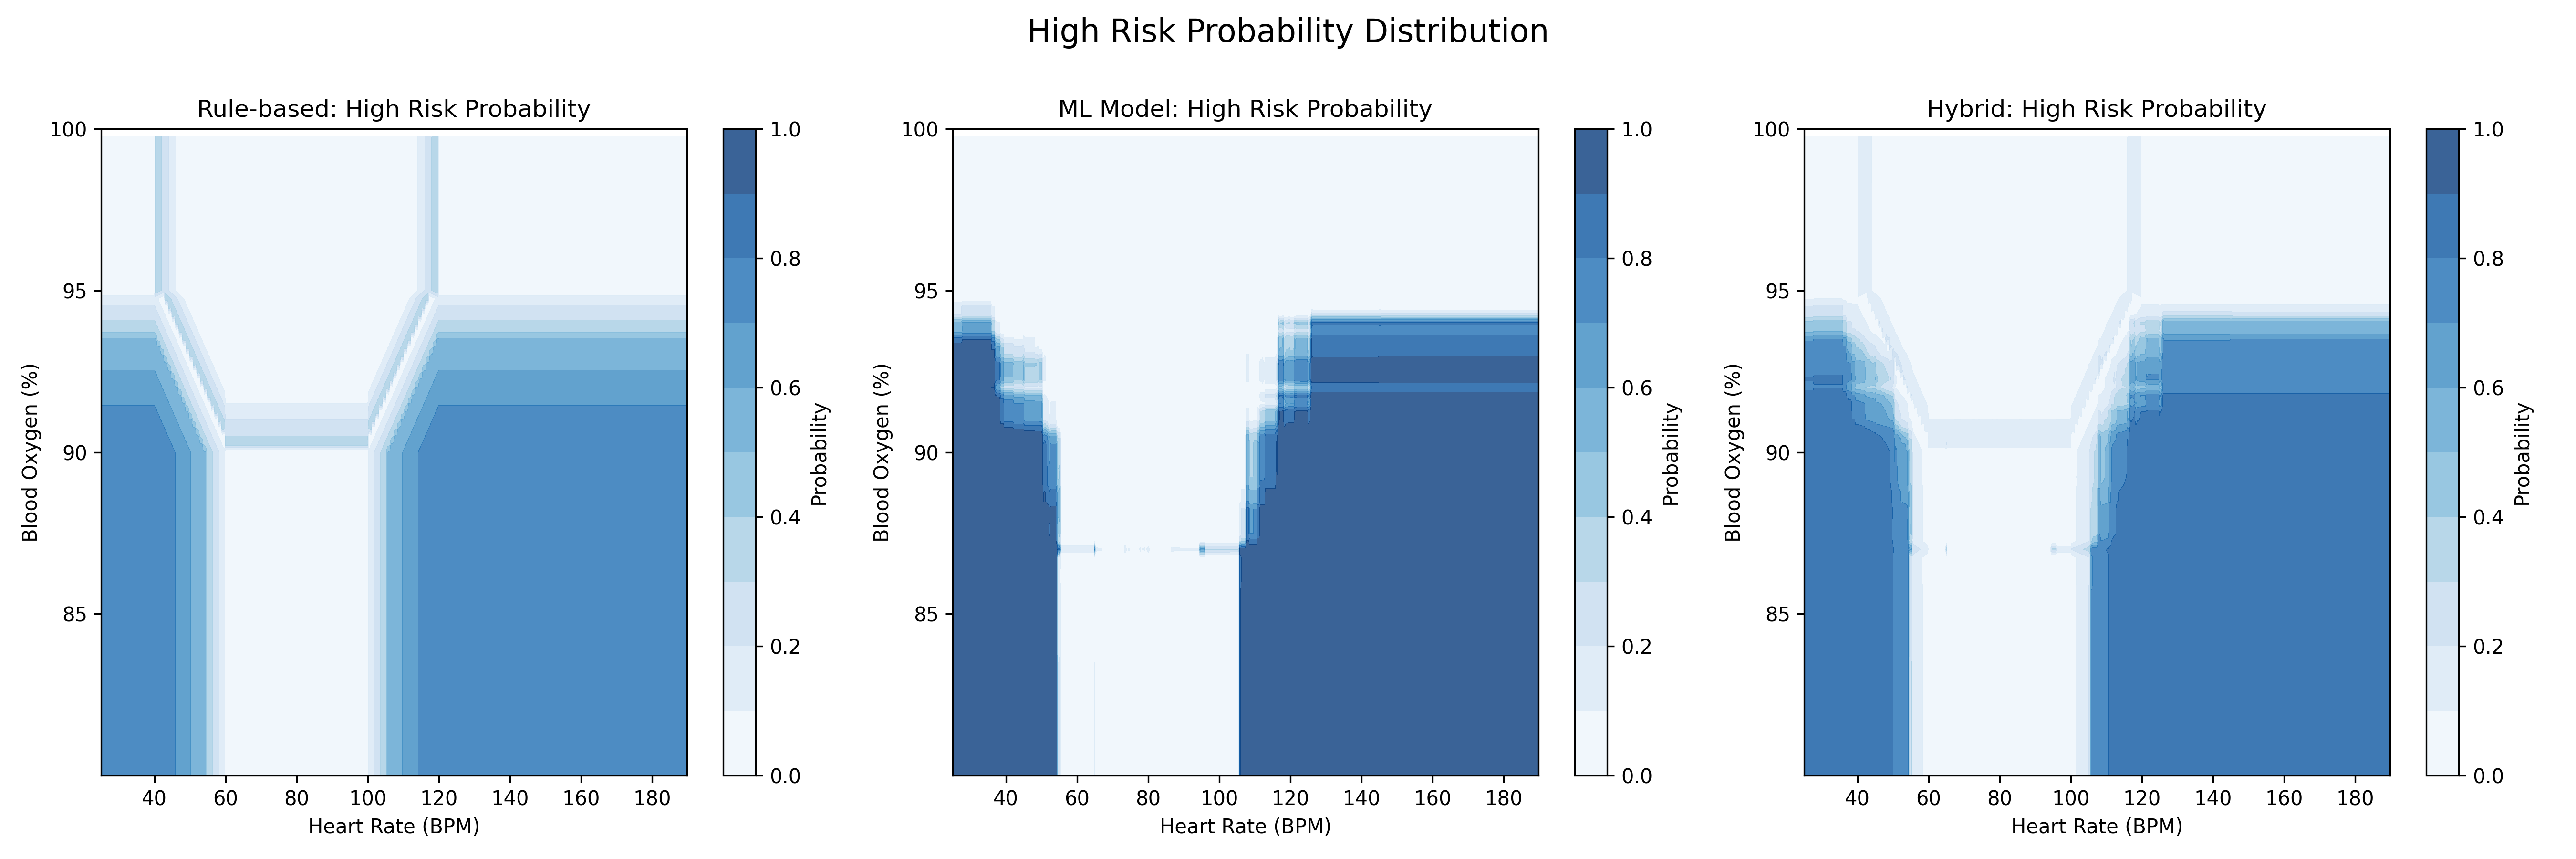 High Risk Probability Distribution
Rule-based: High Risk Probability
100
95
90
85
Blood Oxygen (%)
40 60 80 100 120 140 160 180
Heart Rate (BPM)
1.0
0.8
0.6
0.4
0.2
0.0
Probability
ML Model: High Risk Probability
100
95
90
85
Blood Oxygen (%)
40 60 80 100 120 140 160 180
Heart Rate (BPM)
1.0
0.8
0.6
0.4
0.2
0.0
Probability
Hybrid: High Risk Probability
100
95
90
85
Blood Oxygen (%)
40 60 80 100 120 140 160 180
Heart Rate (BPM)
1.0
0.8
0.6
0.4
0.2
0.0
Probability